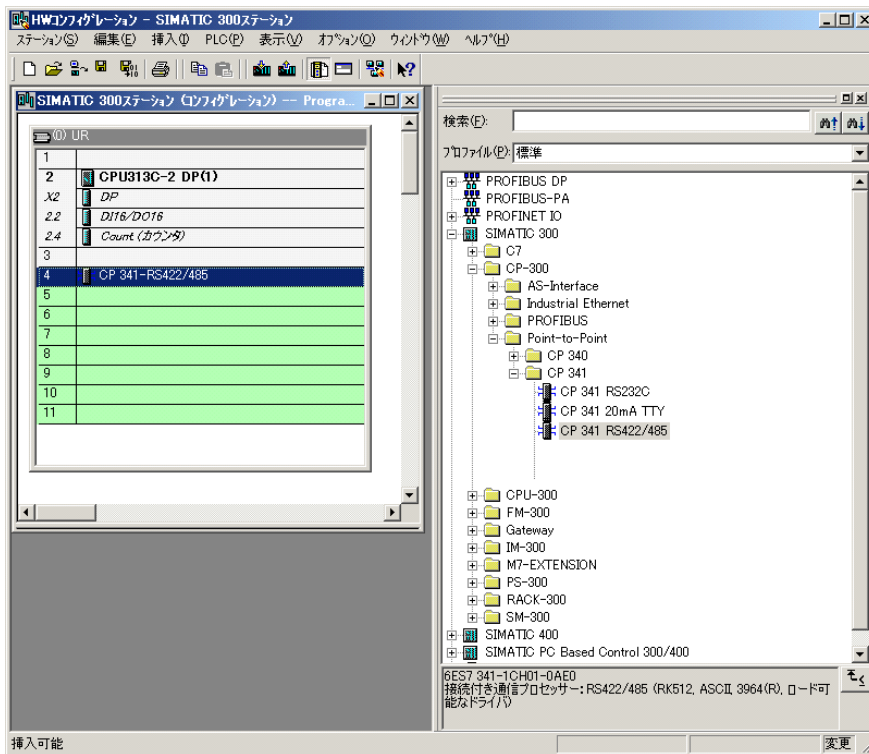 HWコンフィグレーション - SIMATIC 300ステーション
ステーション(S) 編集(E) 挿入(I) PLC(P) 表示(V) オプション(O) ウィンドウ(W) ヘルプ(H)
SIMATIC 300ステーション (コンフィグレーション) -- Progra...
(0) UR
1
2 CPU313C-2 DP(1)
X2 DP
2.2 DI16/DO16
2.4 Count (カウンタ)
3
4 CP 341-RS422/485
5
6
7
8
9
10
11
検索(F):
プロファイル(P): 標準
PROFIBUS DP
PROFIBUS-PA
PROFINET IO
SIMATIC 300
C7
CP-300
AS-Interface
Industrial Ethernet
PROFIBUS
Point-to-Point
CP 340
CP 341
CP 341 RS232C
CP 341 20mA TTY
CP 341 RS422/485
CPU-300
FM-300
Gateway
IM-300
M7-EXTENSION
PS-300
RACK-300
SM-300
SIMATIC 400
SIMATIC PC Based Control 300/400
6ES7 341-1CH01-0AE0
接続付き通信プロセッサー: RS422/485 (RK512, ASCII, 3964(R), ロード可
能なドライバ)
挿入可能 変更